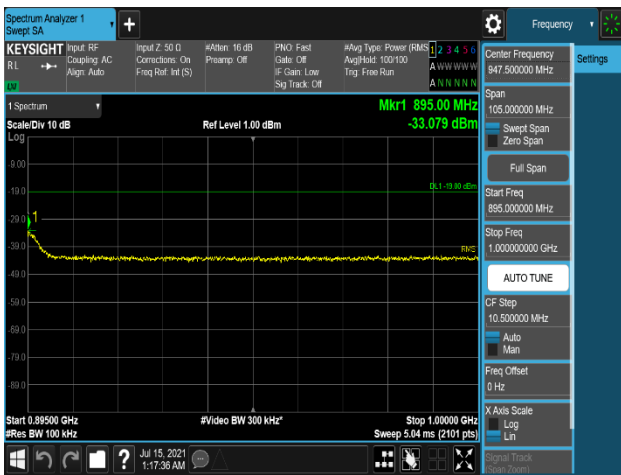 Spectrum Analyzer 1
Swept SA
+
Frequency
KEYSIGHT
RL
Input: RF
Coupling: AC
Align: Auto
Input Z: 50 Ω
Corrections: On
Freq Ref: Int (S)
#Atten: 16 dB
Preamp: Off
PNO: Fast
Gate: Off
IF Gain: Low
Sig Track: Off
#Avg Type: Power (RMS
Avg|Hold: 100/100
Trig: Free Run
1 2 3 4 5 6
A W W W W W
A N N N N N
1 Spectrum
Scale/Div 10 dB
Ref Level 1.00 dBm
Mkr1 895.00 MHz
-33.079 dBm
Log
-9.00
-19.0
-29.0
-39.0
-49.0
-59.0
-69.0
-79.0
-89.0
DL1 -19.00 dBm
1
RMS
Start 0.89500 GHz
#Res BW 100 kHz
#Video BW 300 kHz*
Stop 1.00000 GHz
Sweep 5.04 ms (2101 pts)
?
Jul 15, 2021
1:17:36 AM
Center Frequency
947.500000 MHz
Settings
Span
105.000000 MHz
Swept Span
Zero Span
Full Span
Start Freq
895.000000 MHz
Stop Freq
1.000000000 GHz
AUTO TUNE
CF Step
10.500000 MHz
Auto
Man
Freq Offset
0 Hz
X Axis Scale
Log
Lin
Signal Track
(Span Zoom)